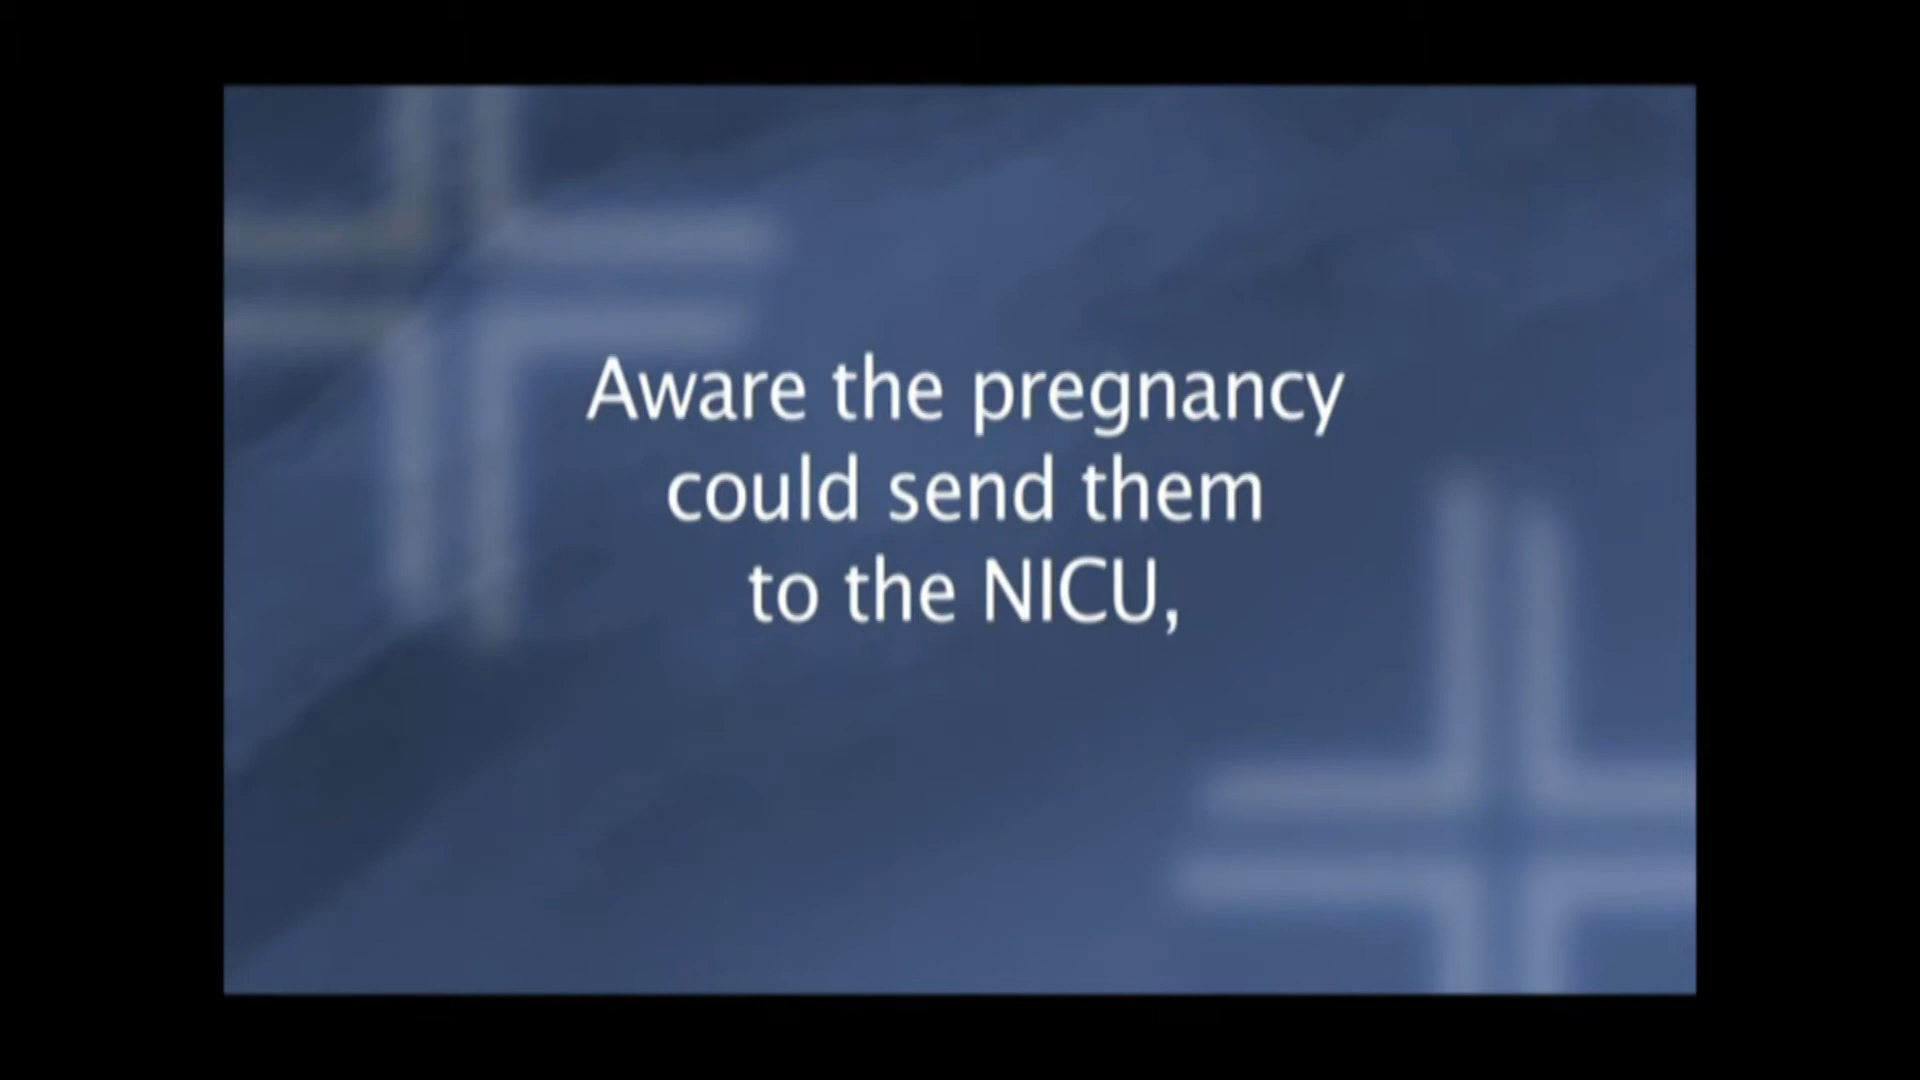 Aware the pregnancy
could send them
to the NICU,